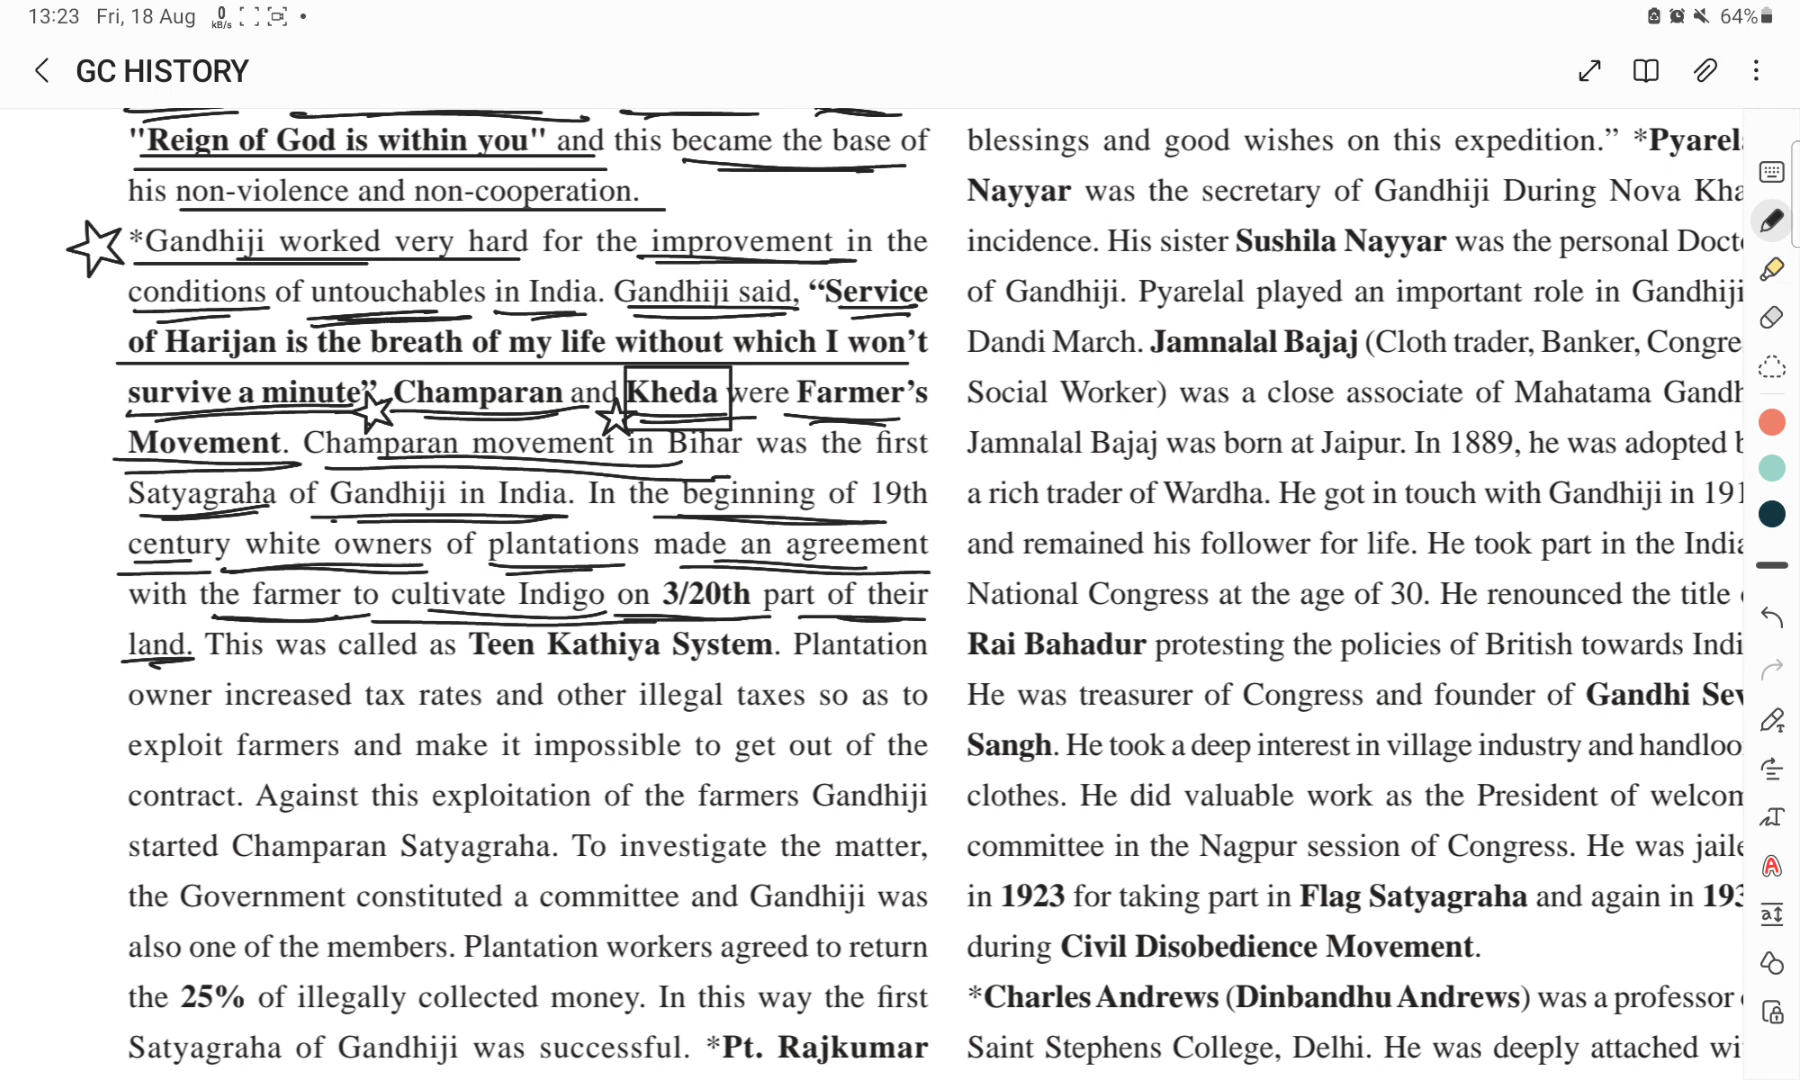 13:23 Fri, 18 Aug 0 kB/s 64%
GC HISTORY
"Reign of God is within you" and this became the base of
his non-violence and non-cooperation.
*Gandhiji worked very hard for the improvement in the
conditions of untouchables in India. Gandhiji said, “Service
of Harijan is the breath of my life without which I won’t
survive a minute”. Champaran and Kheda were Farmer’s
Movement. Champaran movement in Bihar was the first
Satyagraha of Gandhiji in India. In the beginning of 19th
century white owners of plantations made an agreement
with the farmer to cultivate Indigo on 3/20th part of their
land. This was called as Teen Kathiya System. Plantation
owner increased tax rates and other illegal taxes so as to
exploit farmers and make it impossible to get out of the
contract. Against this exploitation of the farmers Gandhiji
started Champaran Satyagraha. To investigate the matter,
the Government constituted a committee and Gandhiji was
also one of the members. Plantation workers agreed to return
the 25% of illegally collected money. In this way the first
Satyagraha of Gandhiji was successful. *Pt. Rajkumar
blessings and good wishes on this expedition.” *Pyarel
Nayyar was the secretary of Gandhiji During Nova Kha
incidence. His sister Sushila Nayyar was the personal Doct
of Gandhiji. Pyarelal played an important role in Gandhiji
Dandi March. Jamnalal Bajaj (Cloth trader, Banker, Congre
Social Worker) was a close associate of Mahatama Gandh
Jamnalal Bajaj was born at Jaipur. In 1889, he was adopted b
a rich trader of Wardha. He got in touch with Gandhiji in 191
and remained his follower for life. He took part in the India
National Congress at the age of 30. He renounced the title
Rai Bahadur protesting the policies of British towards Indi
He was treasurer of Congress and founder of Gandhi Sev
Sangh. He took a deep interest in village industry and handloo
clothes. He did valuable work as the President of welcom
committee in the Nagpur session of Congress. He was jaile
in 1923 for taking part in Flag Satyagraha and again in 193
during Civil Disobedience Movement.
*Charles Andrews (Dinbandhu Andrews) was a professor
Saint Stephens College, Delhi. He was deeply attached wi